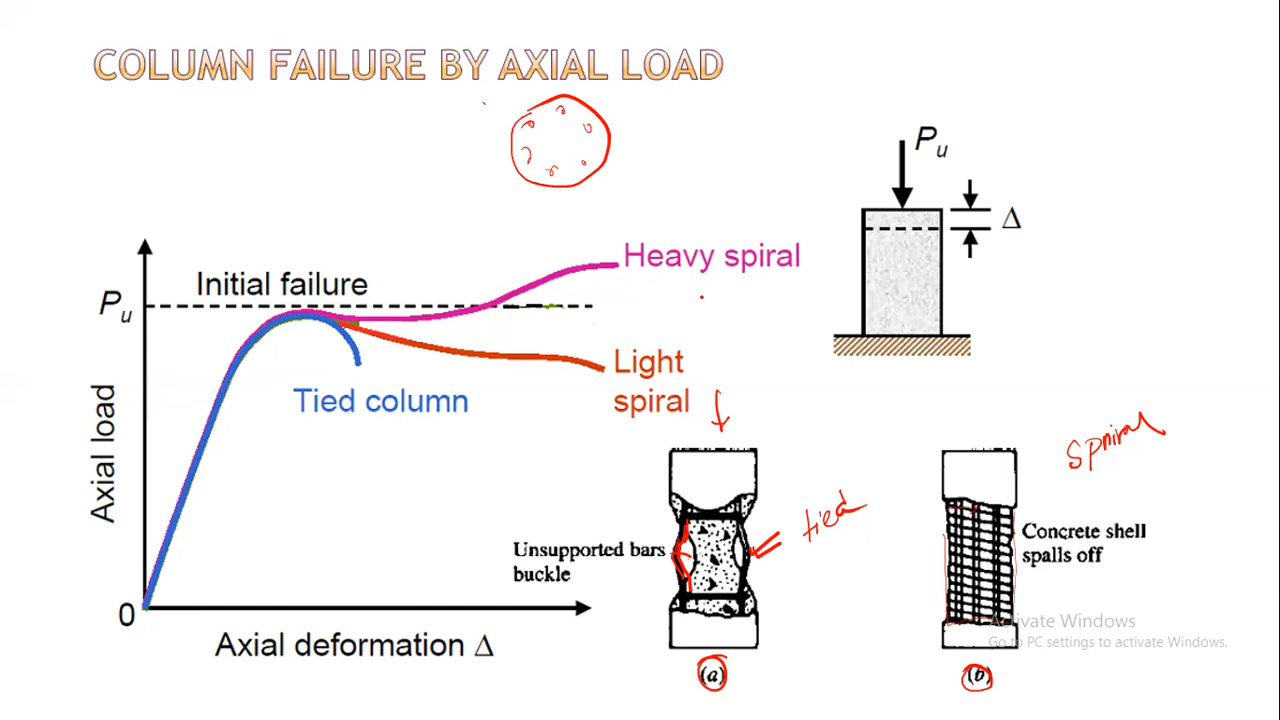 COLUMN FAILURE BY AXIAL LOAD
Pu
Δ
Heavy spiral
Initial failure
Pu
Light
spiral
Tied column
Axial load
0
Axial deformation Δ
Unsupported bars
buckle
tied
(a)
Spiral
Concrete shell
spalls off
(b)
Activate Windows
Go to PC settings to activate Windows.